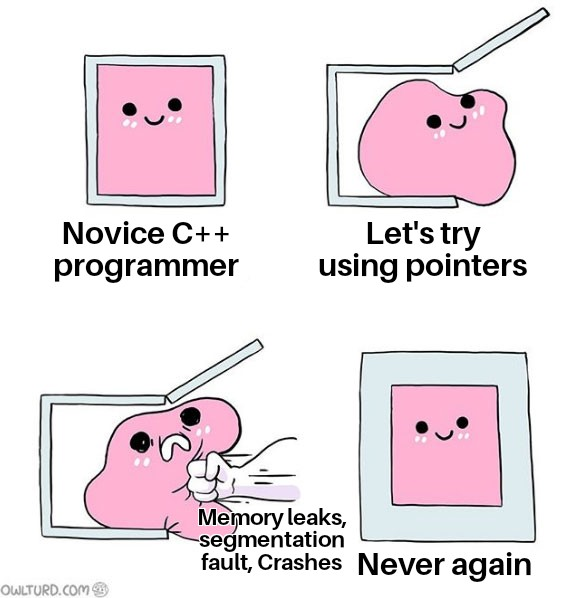 Novice C++
programmer
Let's try
using pointers
Memory leaks,
segmentation
fault, Crashes
Never again
OWLTURD.COM